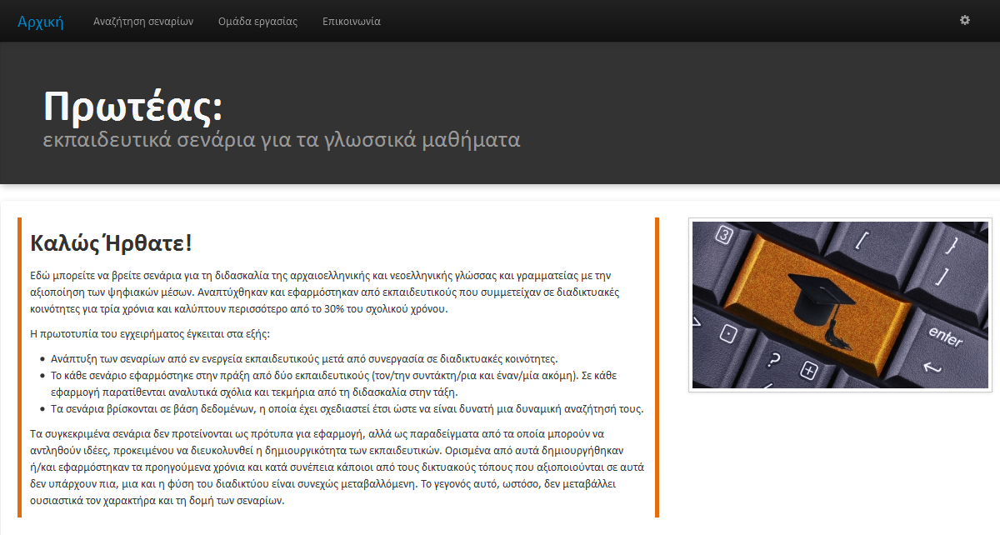 Αρχική Αναζήτηση σεναρίων Ομάδα εργασίας Επικοινωνία
Πρωτέας:
εκπαιδευτικά σενάρια για τα γλωσσικά μαθήματα
Καλώς Ήρθατε!
Εδώ μπορείτε να βρείτε σενάρια για τη διδασκαλία της αρχαιοελληνικής και νεοελληνικής γλώσσας και γραμματείας με την
αξιοποίηση των ψηφιακών μέσων. Αναπτύχθηκαν και εφαρμόστηκαν από εκπαιδευτικούς που συμμετείχαν σε διαδικτυακές
κοινότητες για τρία χρόνια και καλύπτουν περισσότερο από το 30% του σχολικού χρόνου.
Η πρωτοτυπία του εγχειρήματος έγκειται στα εξής:
• Ανάπτυξη των σεναρίων από εν ενεργεία εκπαιδευτικούς μετά από συνεργασία σε διαδικτυακές κοινότητες.
• Το κάθε σενάριο εφαρμόστηκε στην πράξη από δύο εκπαιδευτικούς (τον/την συντάκτη/ρια και έναν/μία ακόμη). Σε κάθε
εφαρμογή παρατίθενται αναλυτικά σχόλια και τεκμήρια από τη διδασκαλία στην τάξη.
• Τα σενάρια βρίσκονται σε βάση δεδομένων, η οποία έχει σχεδιαστεί έτσι ώστε να είναι δυνατή μια δυναμική αναζήτησή τους.
Τα συγκεκριμένα σενάρια δεν προτείνονται ως πρότυπα για εφαρμογή, αλλά ως παραδείγματα από τα οποία μπορούν να
αντληθούν ιδέες, προκειμένου να διευκολυνθεί η δημιουργικότητα των εκπαιδευτικών. Ορισμένα από αυτά δημιουργήθηκαν
ή/και εφαρμόστηκαν τα προηγούμενα χρόνια και κατά συνέπεια κάποιοι από τους δικτυακούς τόπους που αξιοποιούνται σε αυτά
δεν υπάρχουν πια, μια και η φύση του διαδικτύου είναι συνεχώς μεταβαλλόμενη. Το γεγονός αυτό, ωστόσο, δεν μεταβάλλει
ουσιαστικά τον χαρακτήρα και τη δομή των σεναρίων.
3 [ } ]
. ? + enter